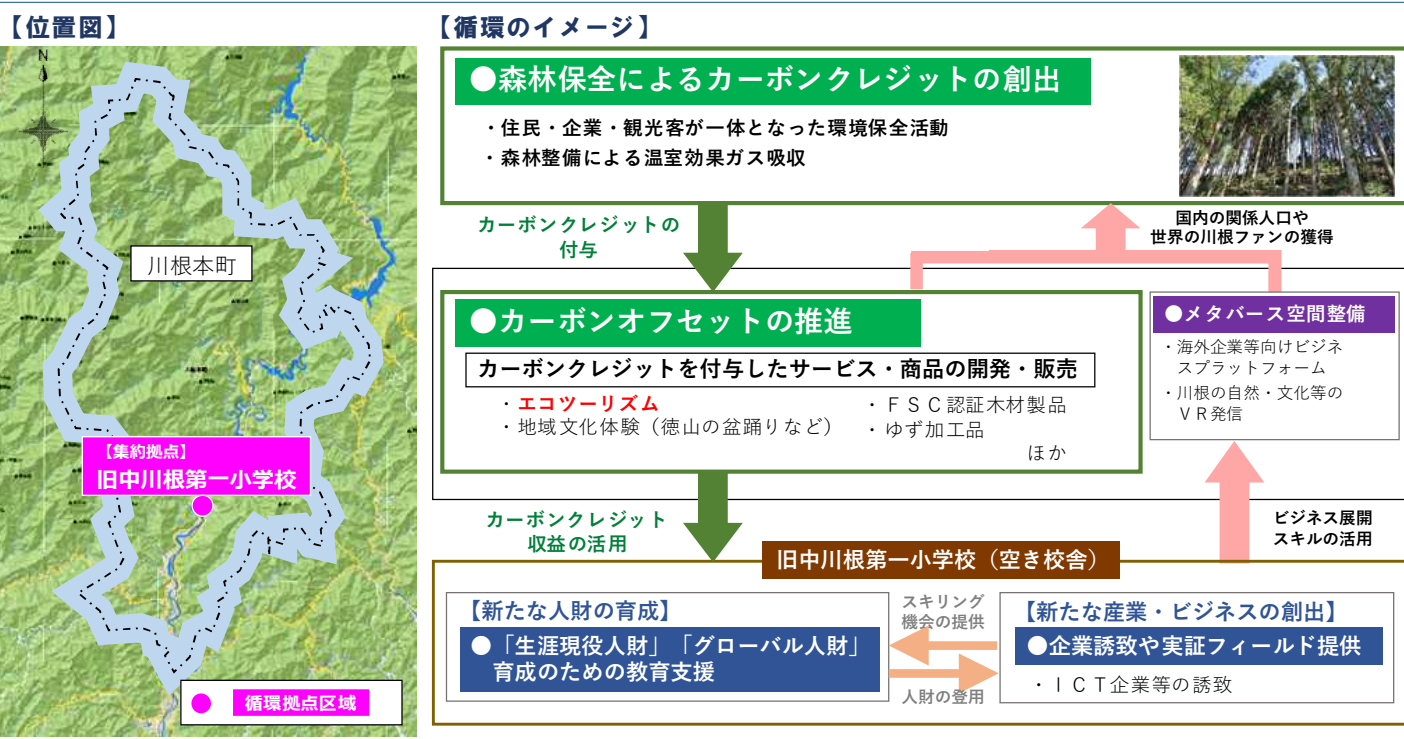 【位置図】
N
川根本町
【集約拠点】
旧中川根第一小学校
循環拠点区域
【循環のイメージ】
●森林保全によるカーボンクレジットの創出
・住民・企業・観光客が一体となった環境保全活動
・森林整備による温室効果ガス吸収
カーボンクレジットの
付与
国内の関係人口や
世界の川根ファンの獲得
●カーボンオフセットの推進
カーボンクレジットを付与したサービス・商品の開発・販売
・エコツーリズム
・地域文化体験（徳山の盆踊りなど）
・ＦＳＣ認証木材製品
・ゆず加工品
ほか
●メタバース空間整備
・海外企業等向けビジネ
スプラットフォーム
・川根の自然・文化等の
ＶＲ発信
カーボンクレジット
収益の活用
ビジネス展開
スキルの活用
旧中川根第一小学校（空き校舎）
【新たな人財の育成】
●「生涯現役人財」「グローバル人財」
育成のための教育支援
スキリング
機会の提供
人財の登用
【新たな産業・ビジネスの創出】
●企業誘致や実証フィールド提供
・ＩＣＴ企業等の誘致